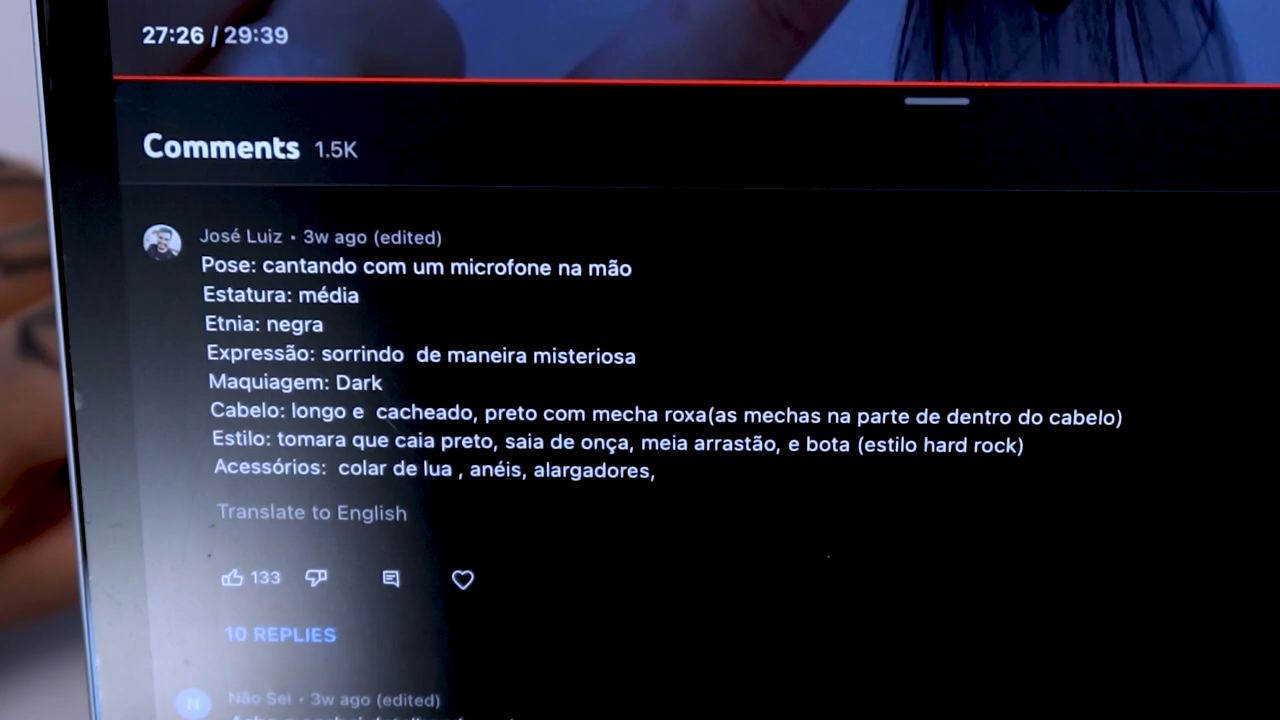 27:26 / 29:39
Comments 1.5K
José Luiz • 3w ago (edited)
Pose: cantando com um microfone na mão
Estatura: média
Etnia: negra
Expressão: sorrindo  de maneira misteriosa
Maquiagem: Dark
Cabelo: longo e  cacheado, preto com mecha roxa(as mechas na parte de dentro do cabelo)
Estilo: tomara que caia preto, saia de onça, meia arrastão, e bota (estilo hard rock)
Acessórios:  colar de lua , anéis, alargadores,
Translate to English
133
10 REPLIES
N Não Sei • 3w ago (edited)